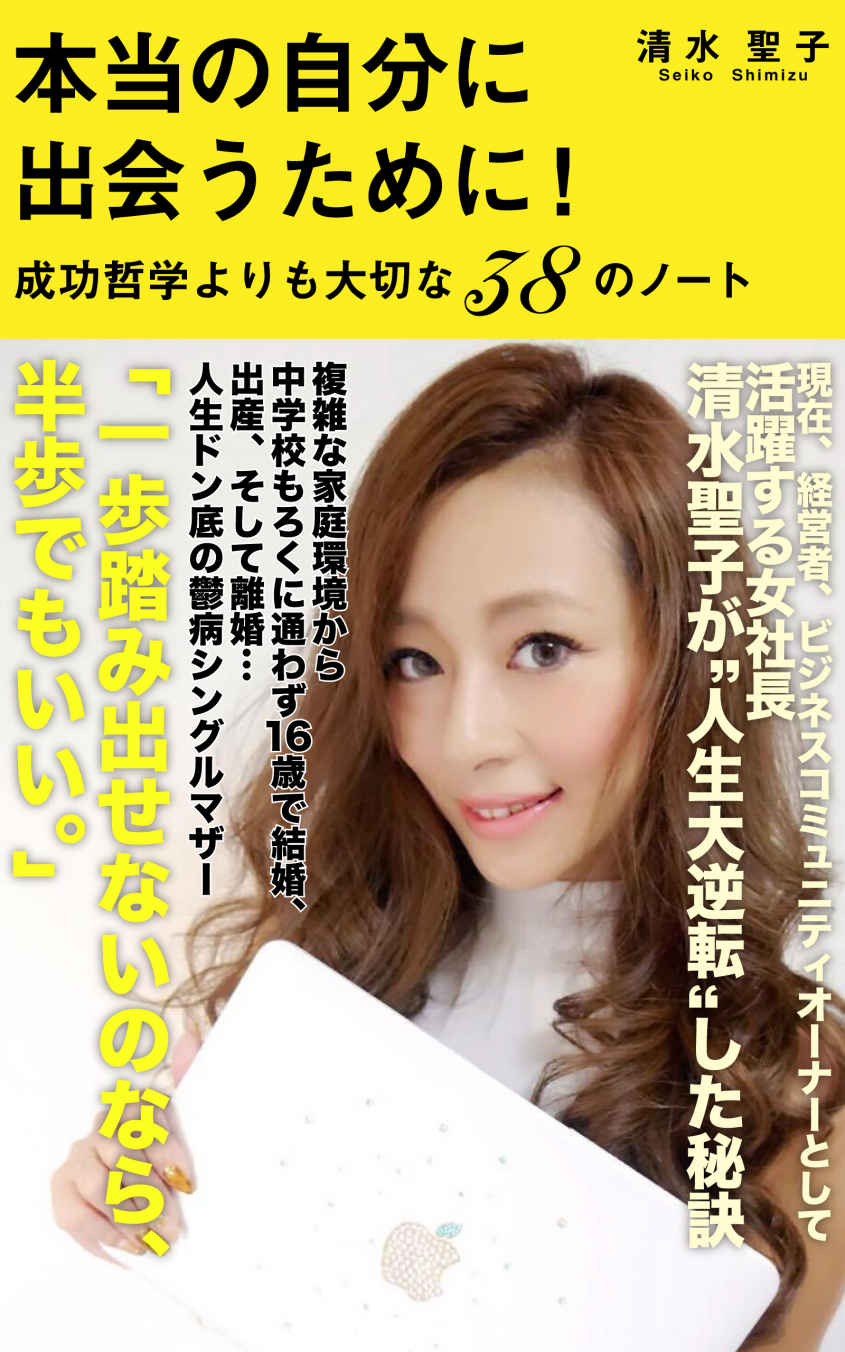 本当の自分に
出会うために!
清水 聖子
Seiko Shimizu
成功哲学よりも大切な38のノート
現在、経営者、ビジネスコミュニティオーナーとして
活躍する女社長
清水聖子が”人生大逆転“した秘訣
複雑な家庭環境から
中学校もろくに通わず16歳で結婚、
出産、そして離婚…
人生ドン底の鬱病シングルマザー
「一歩踏み出せないのなら、
半歩でもいい。」